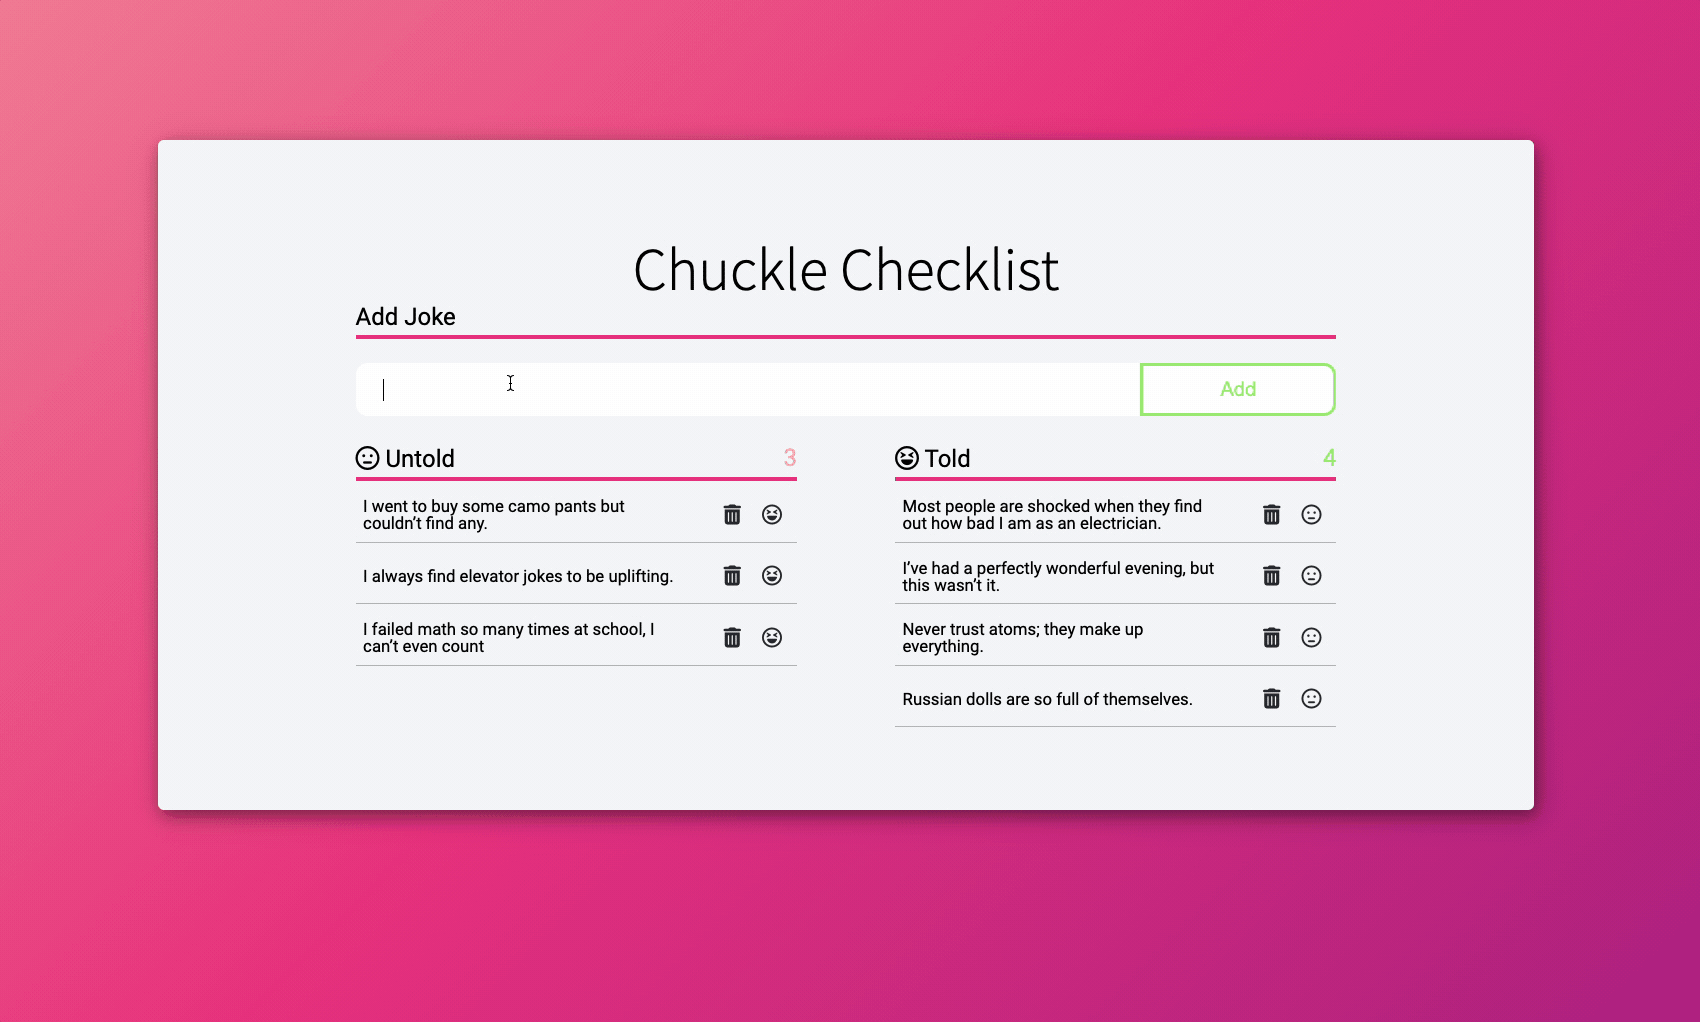 Chuckle Checklist
Add Joke
Add
Untold 3
I went to buy some camo pants but
couldn’t find any.
I always find elevator jokes to be uplifting.
I failed math so many times at school, I
can’t even count
Told 4
Most people are shocked when they find
out how bad I am as an electrician.
I’ve had a perfectly wonderful evening, but
this wasn’t it.
Never trust atoms; they make up
everything.
Russian dolls are so full of themselves.